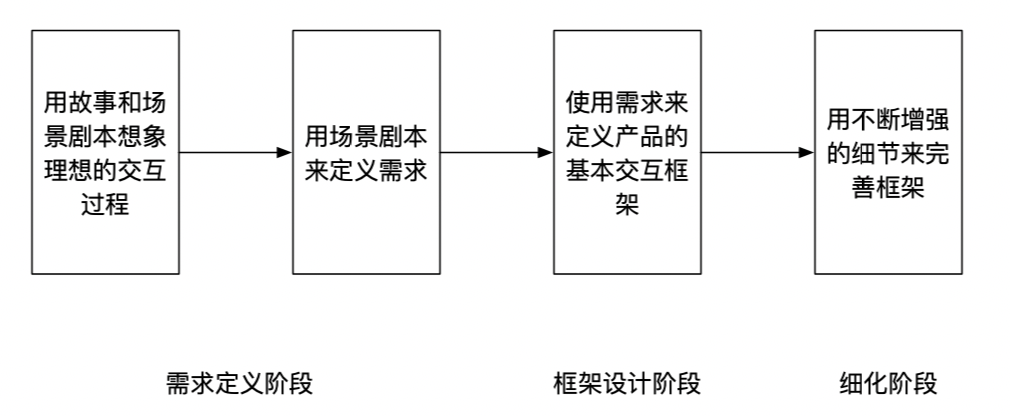 用故事和场
景剧本想象
理想的交互
过程
用场景剧本
来定义需求
使用需求来
定义产品的
基本交互框
架
用不断增强
的细节来完
善框架
需求定义阶段
框架设计阶段
细化阶段